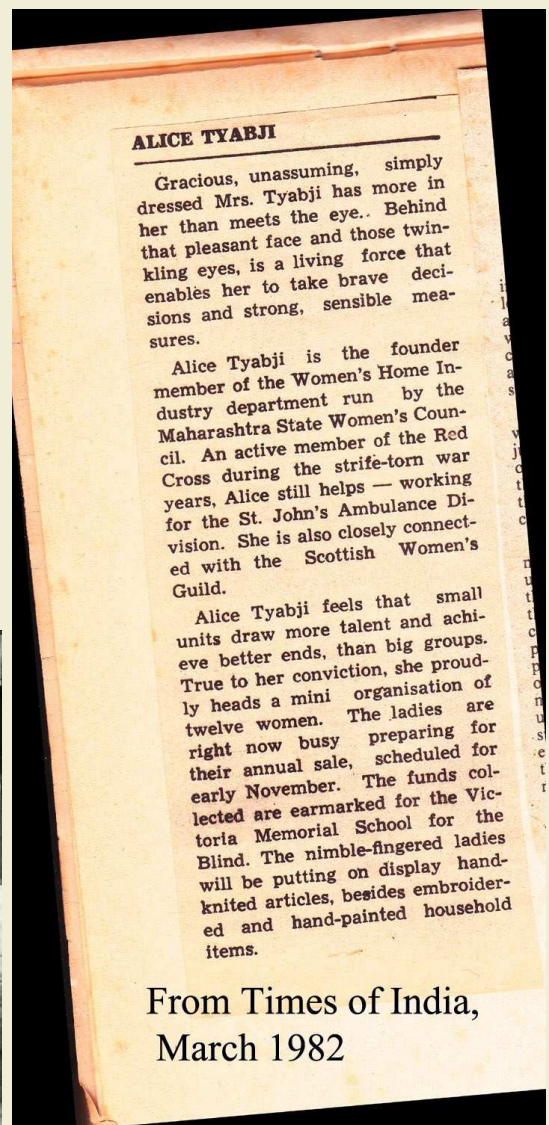 ALICE TYABJI
Gracious, unassuming, simply
dressed Mrs. Tyabji has more in
her than meets the eye.. Behind
that pleasant face and those twin-
kling eyes, is a living force that
enables her to take brave deci-
sions and strong, sensible mea-
sures.
Alice Tyabji is the founder
member of the Women's Home In-
dustry department run by the
Maharashtra State Women's Coun-
cil. An active member of the Red
Cross during the strife-torn war
years, Alice still helps — working
for the St. John's Ambulance Di-
vision. She is also closely connect-
ed with the Scottish Women's
Guild.
Alice Tyabji feels that small
units draw more talent and achi-
eve better ends, than big groups.
True to her conviction, she proud-
ly heads a mini organisation of
twelve women. The ladies are
right now busy preparing for
their annual sale, scheduled for
early November. The funds col-
lected are earmarked for the Vic-
toria Memorial School for the
Blind. The nimble-fingered ladies
will be putting on display hand-
knited articles, besides embroider-
ed and hand-painted household
items.
From Times of India,
March 1982